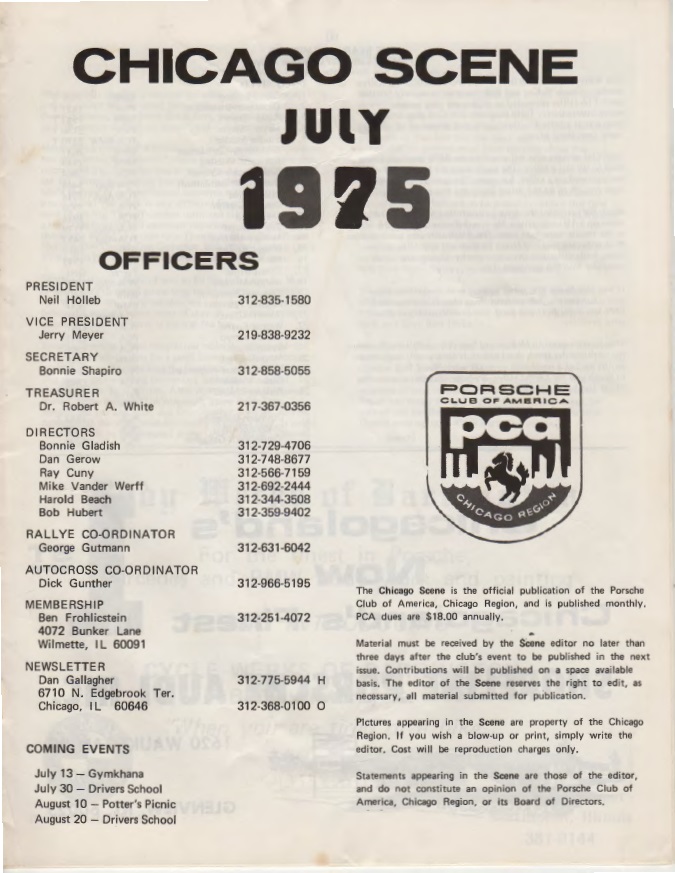 CHICAGO SCENE
JULY
1975
OFFICERS
PRESIDENT
Neil Holleb 312-835-1580
VICE PRESIDENT
Jerry Meyer 219-838-9232
SECRETARY
Bonnie Shapiro 312-858-5055
TREASURER
Dr. Robert A. White 217-367-0356
DIRECTORS
Bonnie Gladish 312-729-4706
Dan Gerow 312-748-8677
Ray Cuny 312-566-7159
Mike Vander Werff 312-692-2444
Harold Beach 312-344-3508
Bob Hubert 312-359-9402
RALLYE CO-ORDINATOR
George Gutmann 312-631-6042
AUTOCROSS CO-ORDINATOR
Dick Gunther 312-966-5195
MEMBERSHIP
Ben Frohlicstein 312-251-4072
4072 Bunker Lane
Wilmette, IL 60091
NEWSLETTER
Dan Gallagher 312-775-5944 H
6710 N. Edgebrook Ter.
Chicago, IL 60646 312-368-0100 O
COMING EVENTS
July 13 — Gymkhana
July 30 — Drivers School
August 10 — Potter's Picnic
August 20 — Drivers School
PORSCHE
CLUB OF AMERICA
pca
CHICAGO REGION
The Chicago Scene is the official publication of the Porsche
Club of America, Chicago Region, and is published monthly.
PCA dues are $18.00 annually.
Material must be received by the Scene editor no later than
three days after the club's event to be published in the next
issue. Contributions will be published on a space available
basis. The editor of the Scene reserves the right to edit, as
necessary, all material submitted for publication.
Pictures appearing in the Scene are property of the Chicago
Region. If you wish a blow-up or print, simply write the
editor. Cost will be reproduction charges only.
Statements appearing in the Scene are those of the editor,
and do not constitute an opinion of the Porsche Club of
America, Chicago Region, or its Board of Directors.